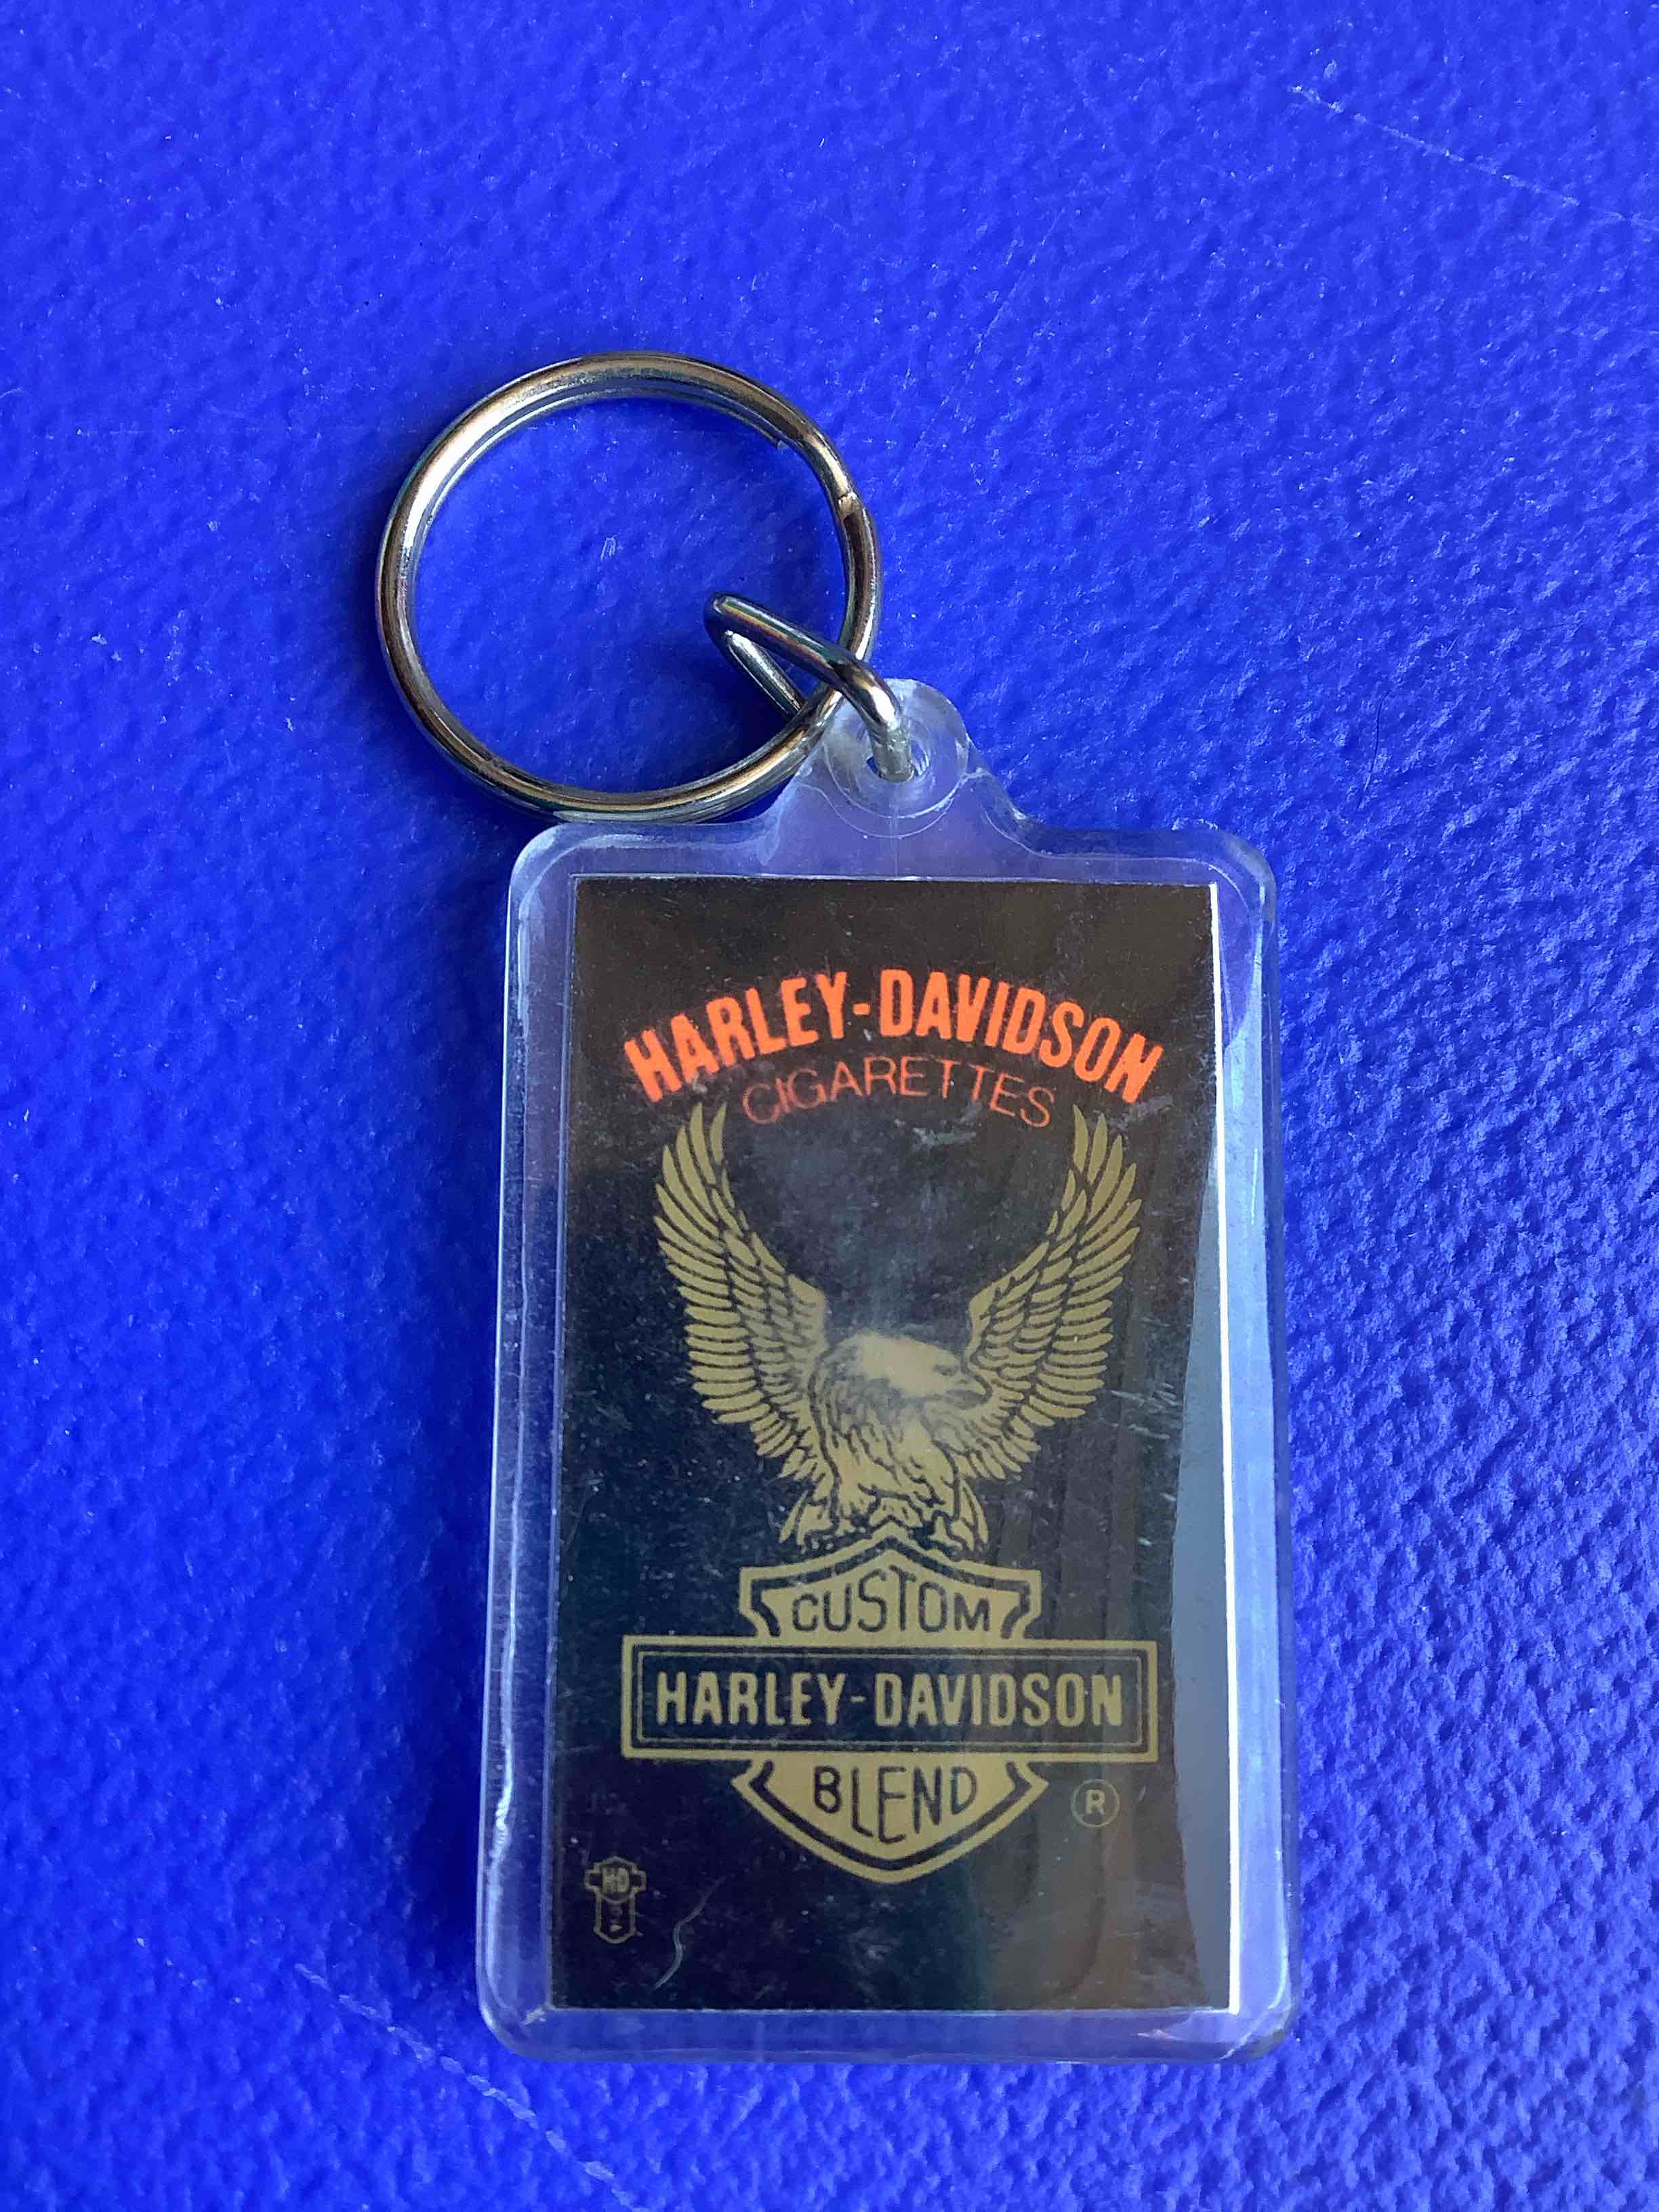 HARLEY-DAVIDSON
CIGARETTES
CUSTOM
HARLEY-DAVIDSON
BLEND
®
H-D